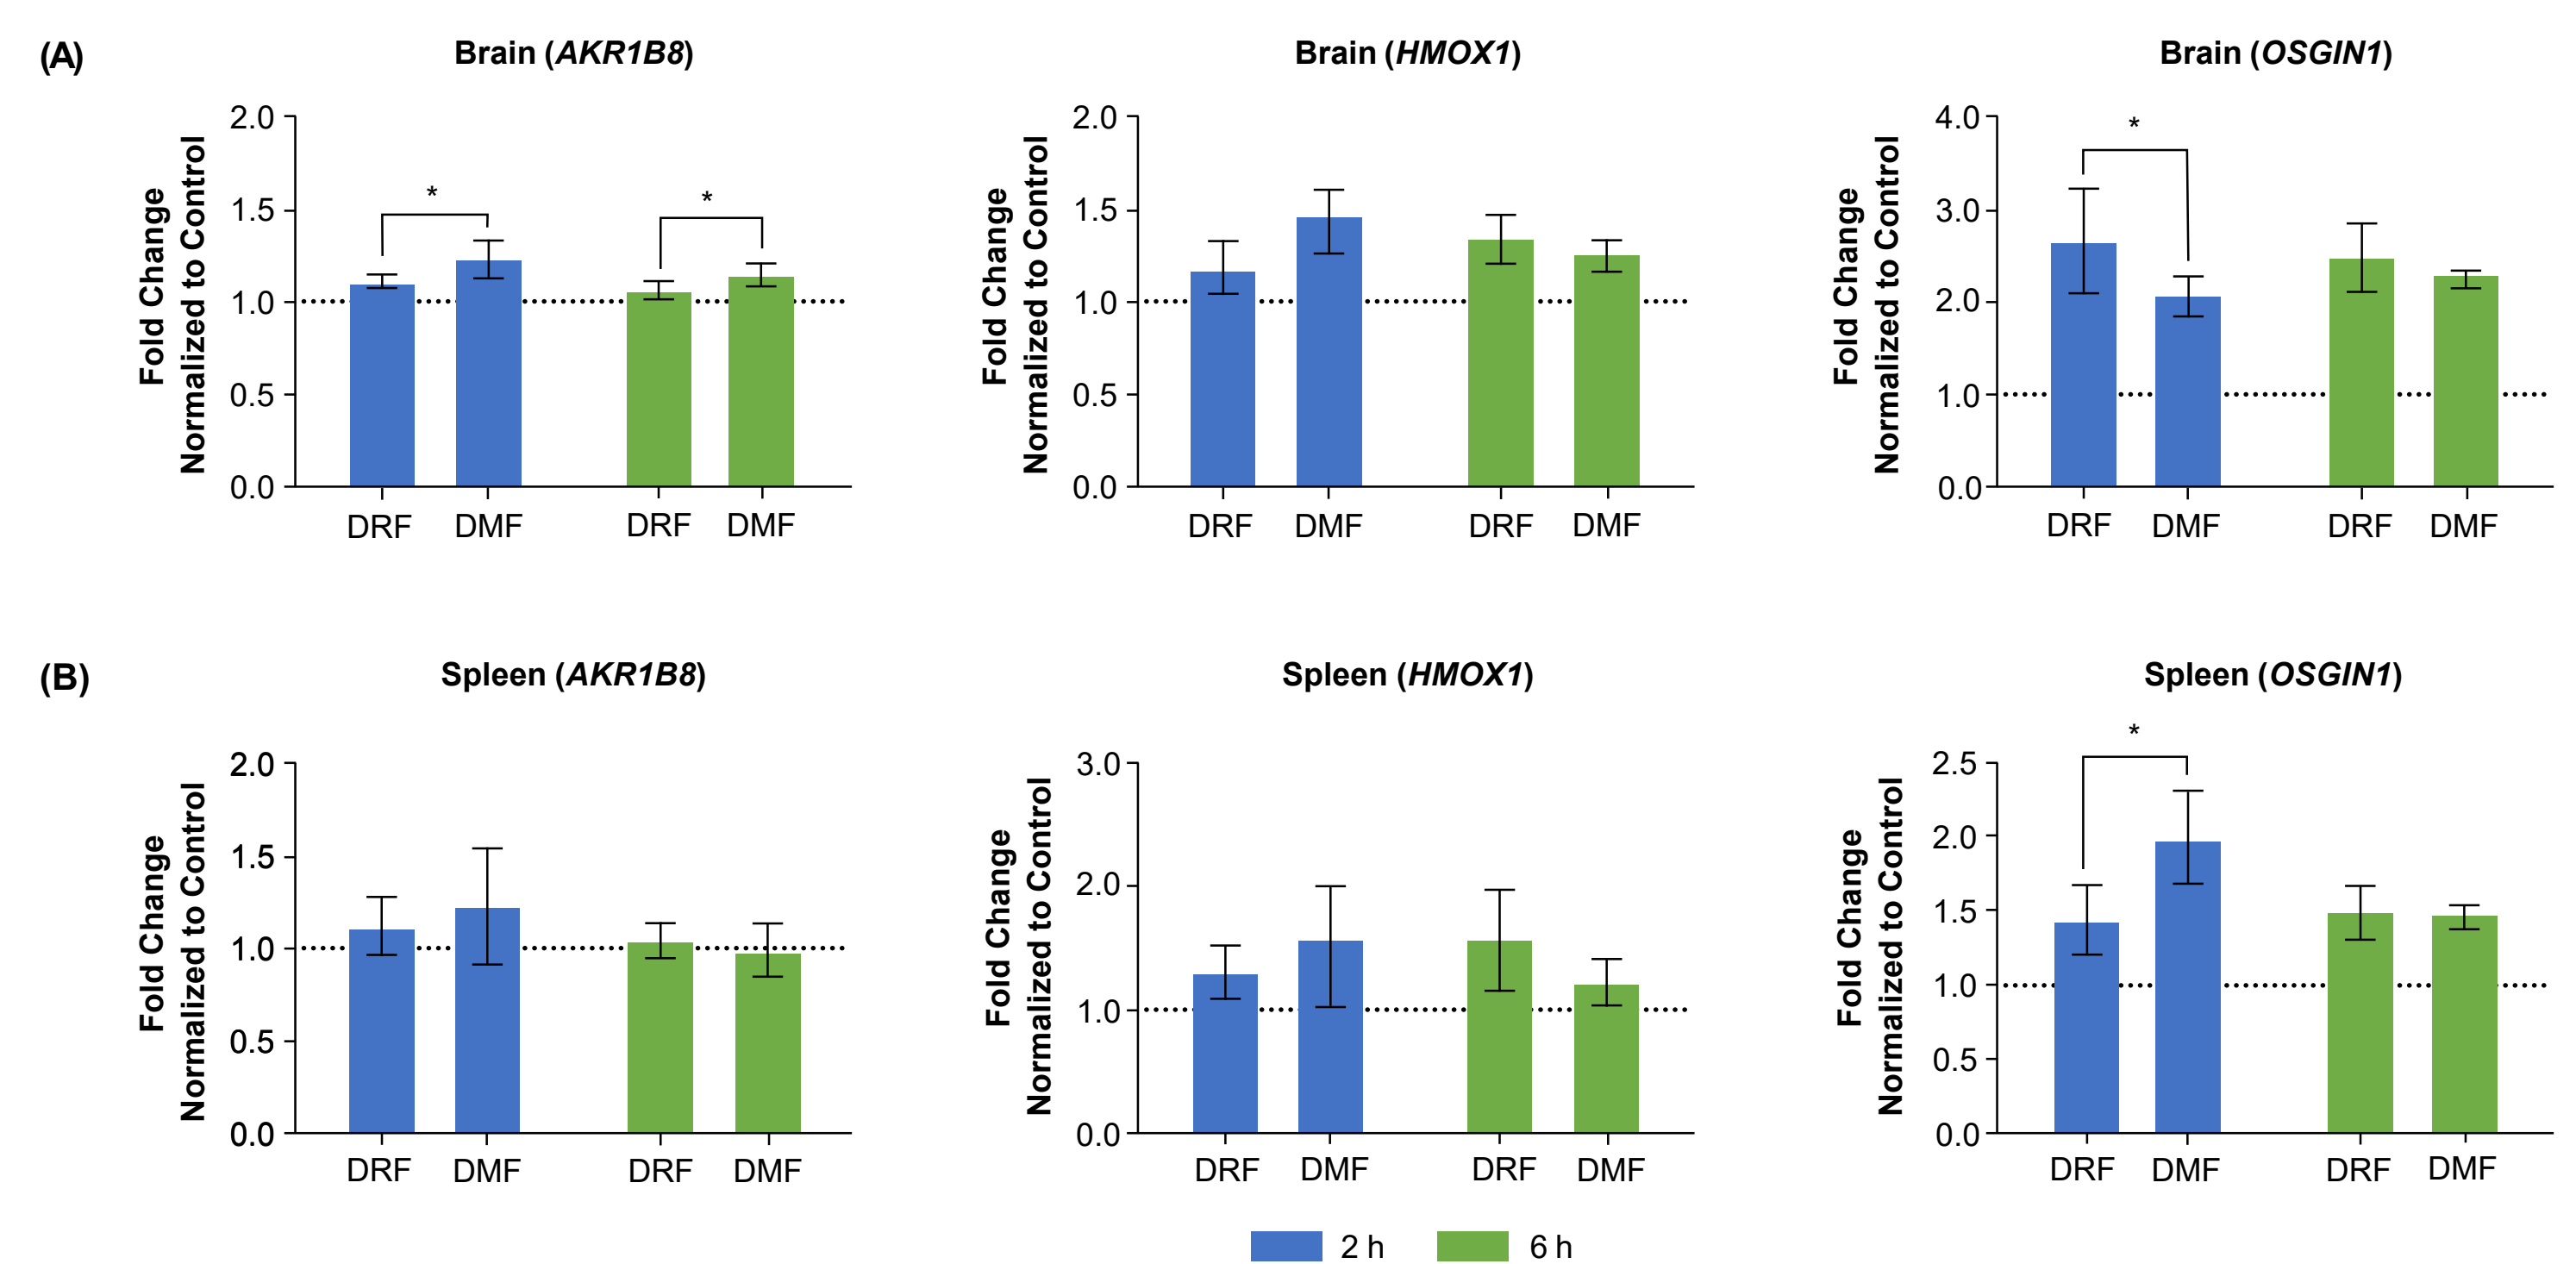 (A)
Brain (AKR1B8)
Fold Change
Normalized to Control
2.0
1.5
1.0
0.5
0.0
*
*
DRF DMF DRF DMF
Brain (HMOX1)
Fold Change
Normalized to Control
2.0
1.5
1.0
0.5
0.0
DRF DMF DRF DMF
Brain (OSGIN1)
Fold Change
Normalized to Control
4.0
3.0
2.0
1.0
0.0
*
DRF DMF DRF DMF
(B)
Spleen (AKR1B8)
Fold Change
Normalized to Control
2.0
1.5
1.0
0.5
0.0
DRF DMF DRF DMF
Spleen (HMOX1)
Fold Change
Normalized to Control
3.0
2.0
1.0
0.0
DRF DMF DRF DMF
Spleen (OSGIN1)
Fold Change
Normalized to Control
2.5
2.0
1.5
1.0
0.5
0.0
*
DRF DMF DRF DMF
2 h 6 h